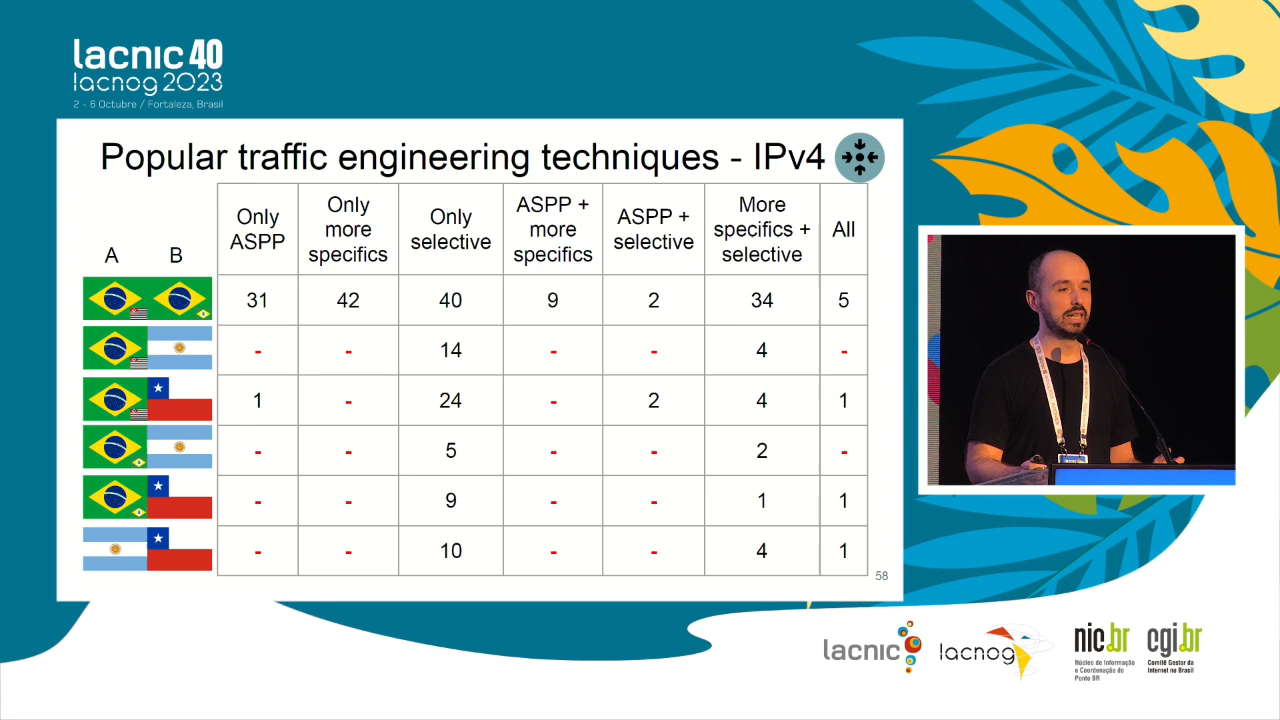 lacnic 40
lacnog 2023
2 - 6 Octubre / Fortaleza, Brasil
Popular traffic engineering techniques - IPv4
A B
Only ASPP
Only more specifics
Only selective
ASPP + more specifics
ASPP + selective
More specifics + selective
All
31 42 40 9 2 34 5
- - 14 - - 4 -
1 - 24 - 2 4 1
- - 5 - - 2 -
- - 9 - - 1 1
- - 10 - - 4 1
58
lacnic
lacnog
nic.br
Núcleo de Informação
e Coordenação do
Ponto BR
cgi.br
Comitê Gestor da
Internet no Brasil